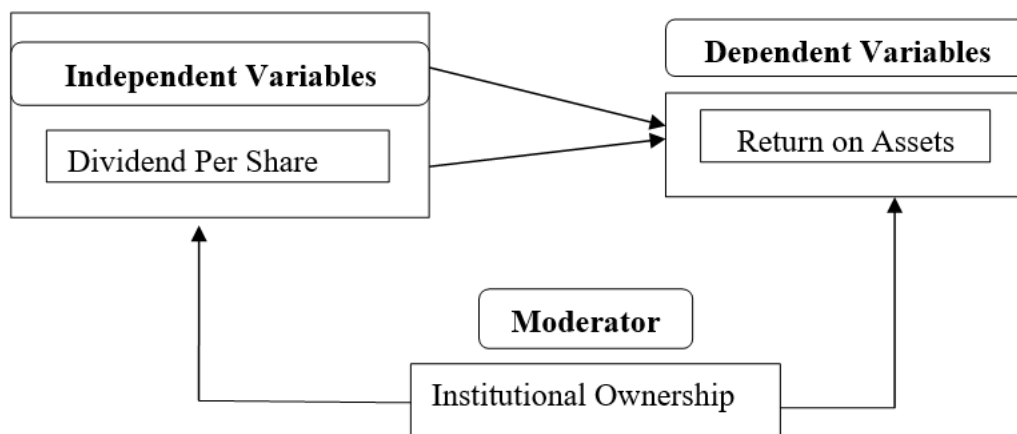 Independent Variables
Dependent Variables
Dividend Per Share
Return on Assets
Moderator
Institutional Ownership